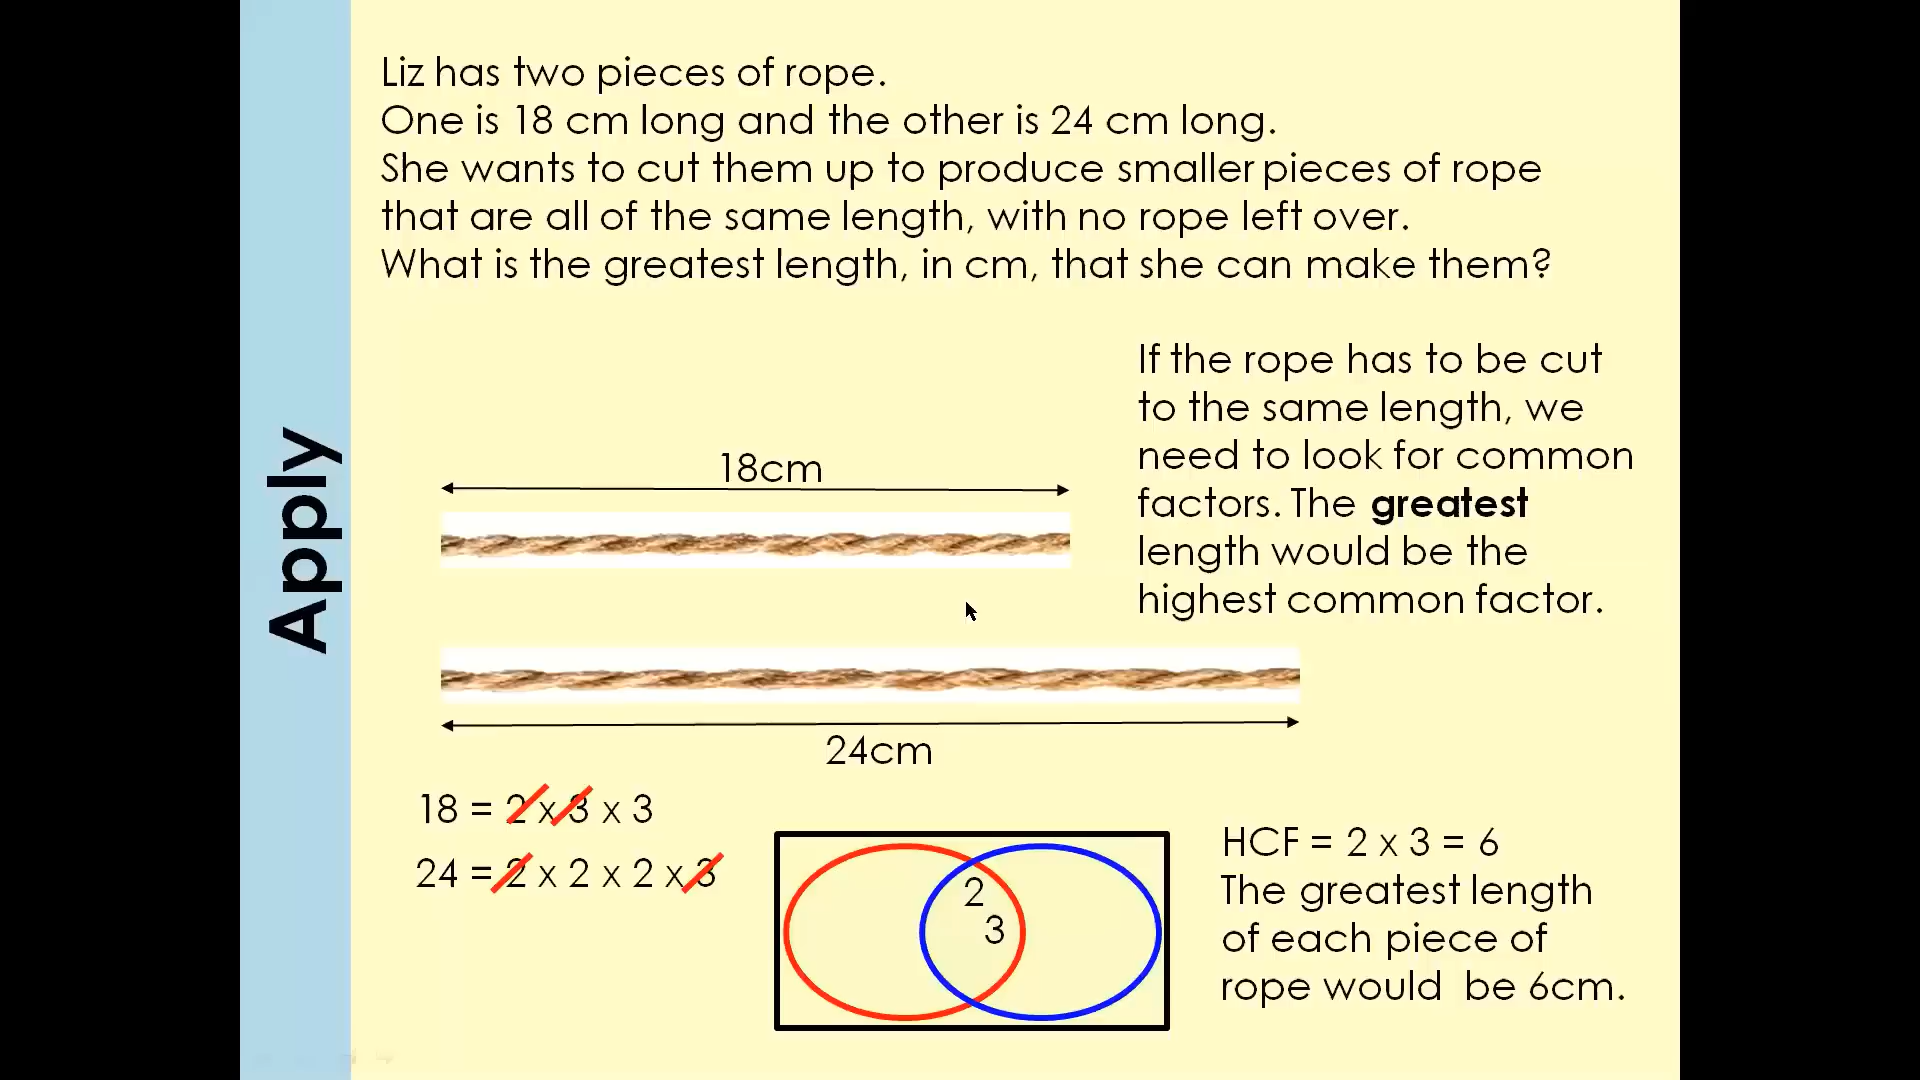 Apply
Liz has two pieces of rope.
One is 18 cm long and the other is 24 cm long.
She wants to cut them up to produce smaller pieces of rope
that are all of the same length, with no rope left over.
What is the greatest length, in cm, that she can make them?
If the rope has to be cut
to the same length, we
need to look for common
factors. The greatest
length would be the
highest common factor.
18cm
24cm
18 = 2 x 3 x 3
24 = 2 x 2 x 2 x 3
2
3
HCF = 2 x 3 = 6
The greatest length
of each piece of
rope would be 6cm.